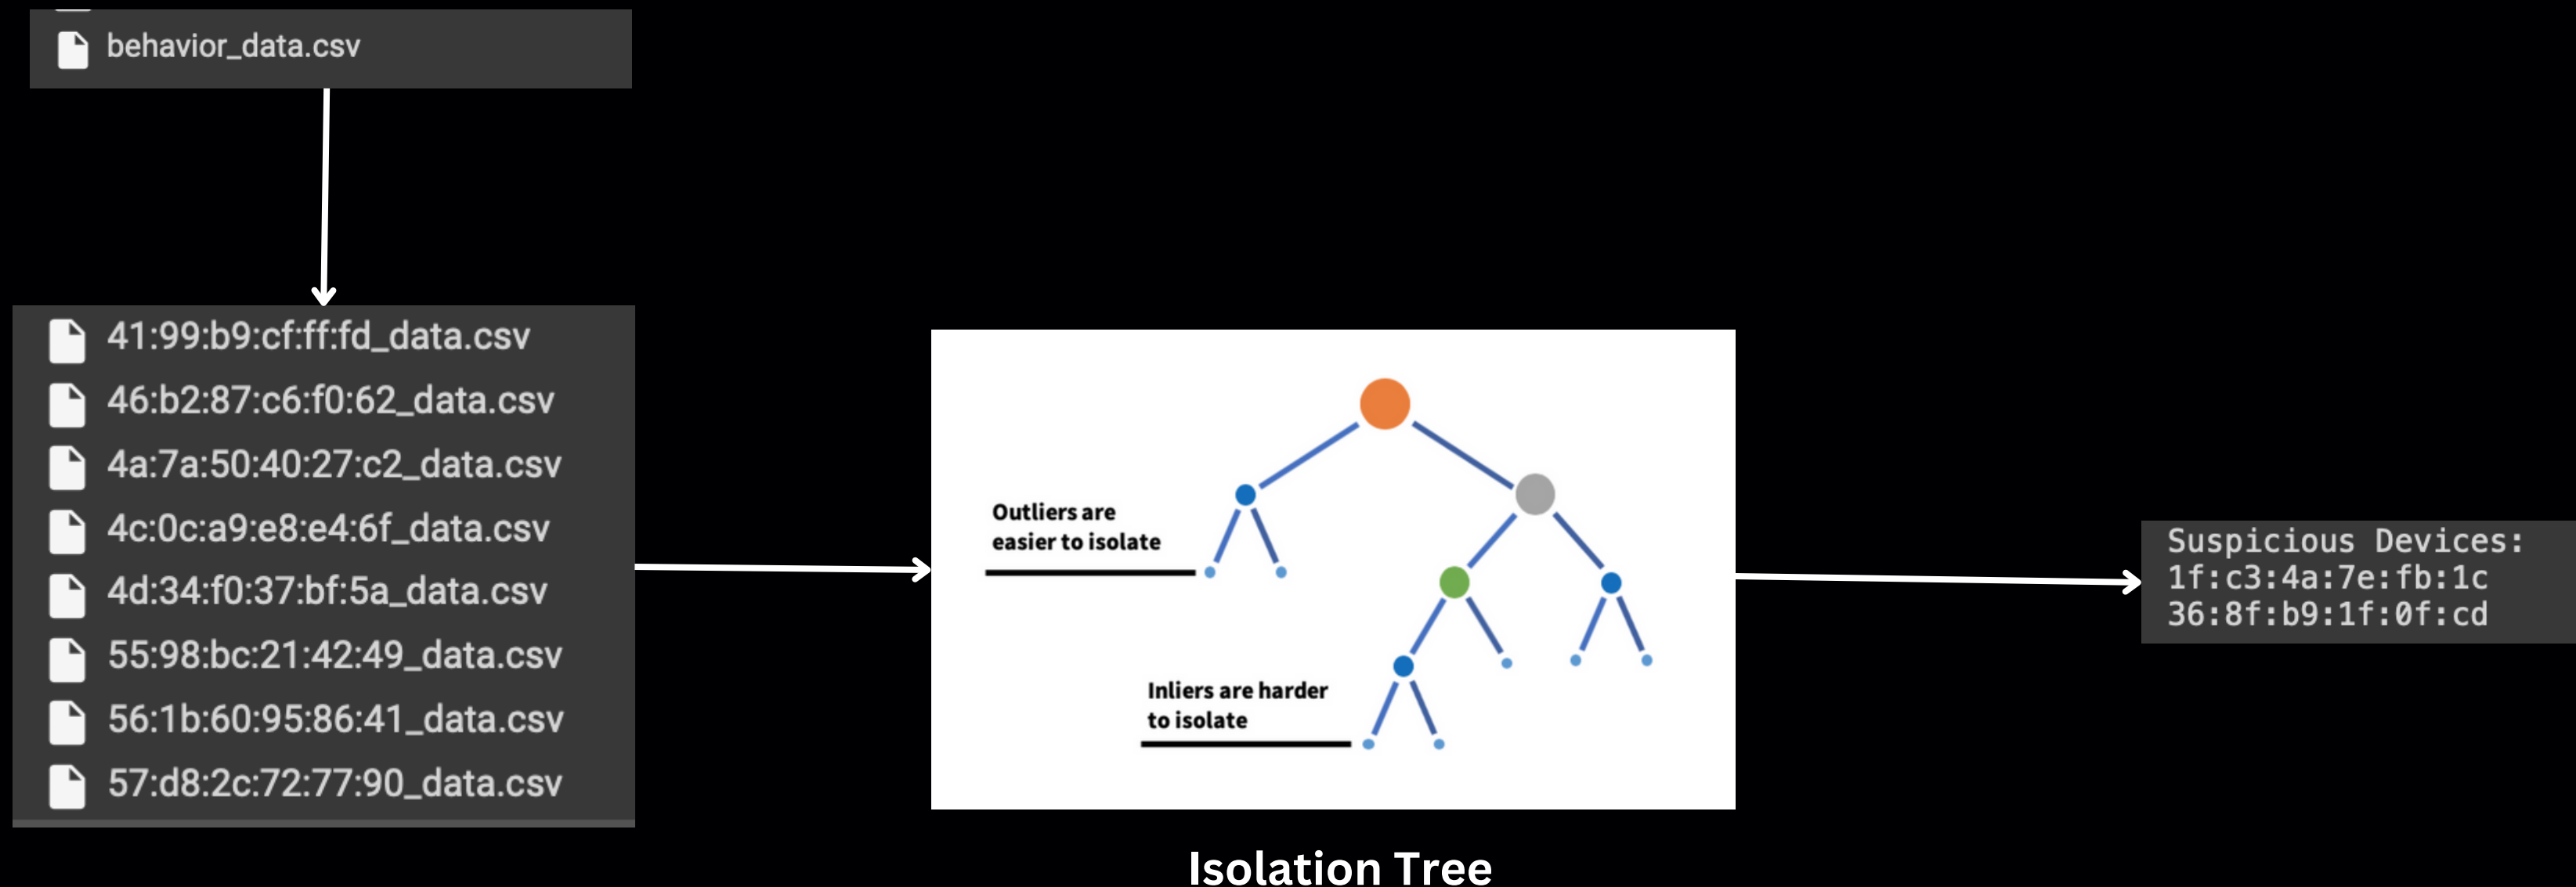 behavior_data.csv
41:99:b9:cf:ff:fd_data.csv
46:b2:87:c6:f0:62_data.csv
4a:7a:50:40:27:c2_data.csv
4c:0c:a9:e8:e4:6f_data.csv
4d:34:f0:37:bf:5a_data.csv
55:98:bc:21:42:49_data.csv
56:1b:60:95:86:41_data.csv
57:d8:2c:72:77:90_data.csv
Outliers are
easier to isolate
Inliers are harder
to isolate
Isolation Tree
Suspicious Devices:
1f:c3:4a:7e:fb:1c
36:8f:b9:1f:0f:cd